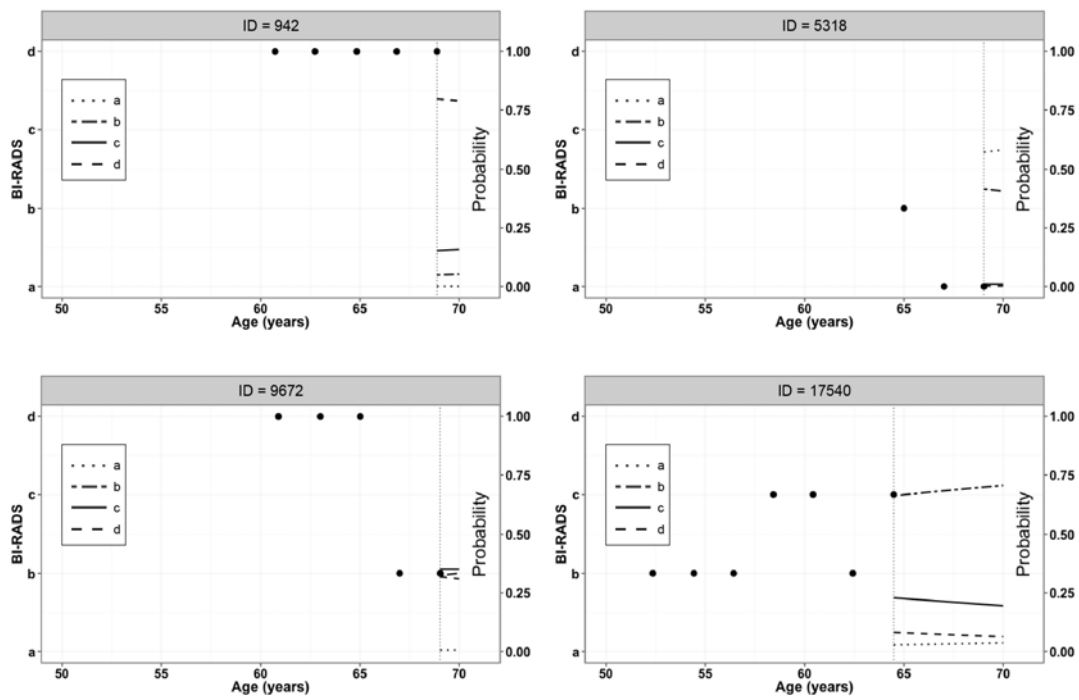 ID = 942
d
c
b
a
BI-RADS
a
b
c
d
1.00
0.75
0.50
0.25
0.00
Probability
50 55 60 65 70
Age (years)
ID = 5318
d
c
b
a
BI-RADS
a
b
c
d
1.00
0.75
0.50
0.25
0.00
Probability
50 55 60 65 70
Age (years)
ID = 9672
d
c
b
a
BI-RADS
a
b
c
d
1.00
0.75
0.50
0.25
0.00
Probability
50 55 60 65 70
Age (years)
ID = 17540
d
c
b
a
BI-RADS
a
b
c
d
1.00
0.75
0.50
0.25
0.00
Probability
50 55 60 65 70
Age (years)